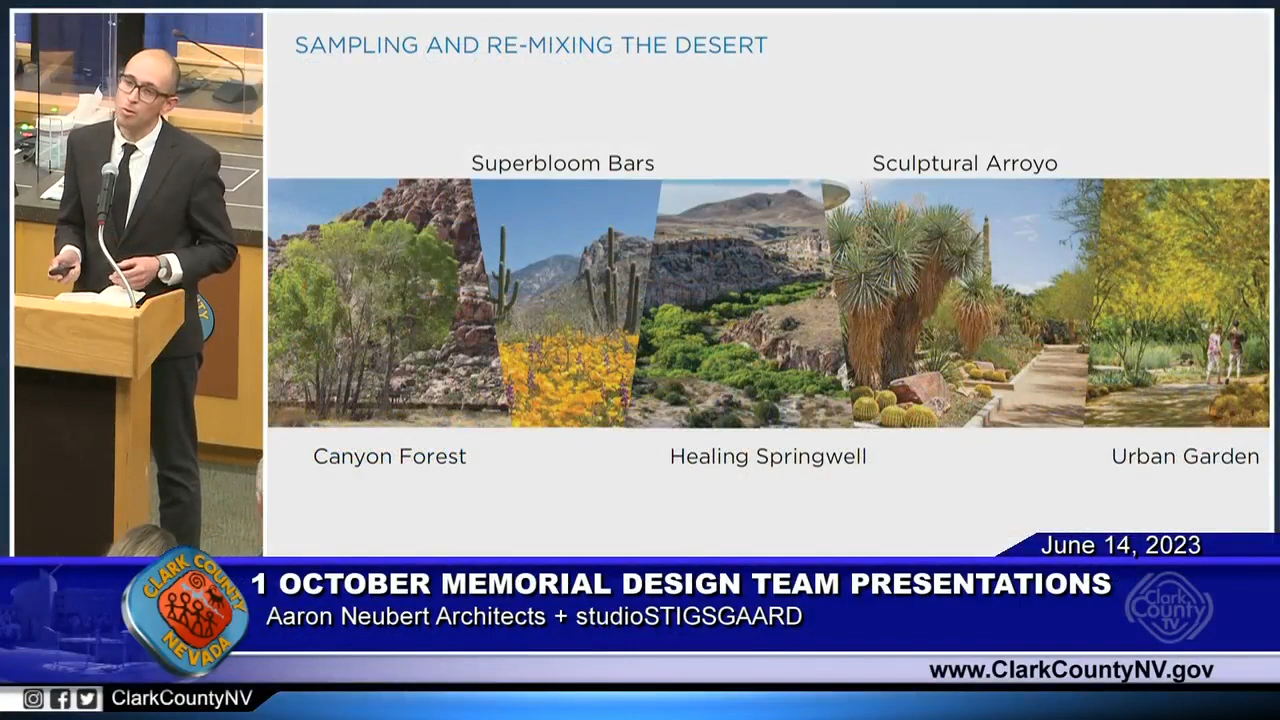 SAMPLING AND RE-MIXING THE DESERT
Superbloom Bars
Sculptural Arroyo
Canyon Forest
Healing Springwell
Urban Garden
June 14, 2023
CLARK COUNTY
NEVADA
1 OCTOBER MEMORIAL DESIGN TEAM PRESENTATIONS
Aaron Neubert Architects + studioSTIGSGAARD
Clark
County
TV
www.ClarkCountyNV.gov
ClarkCountyNV